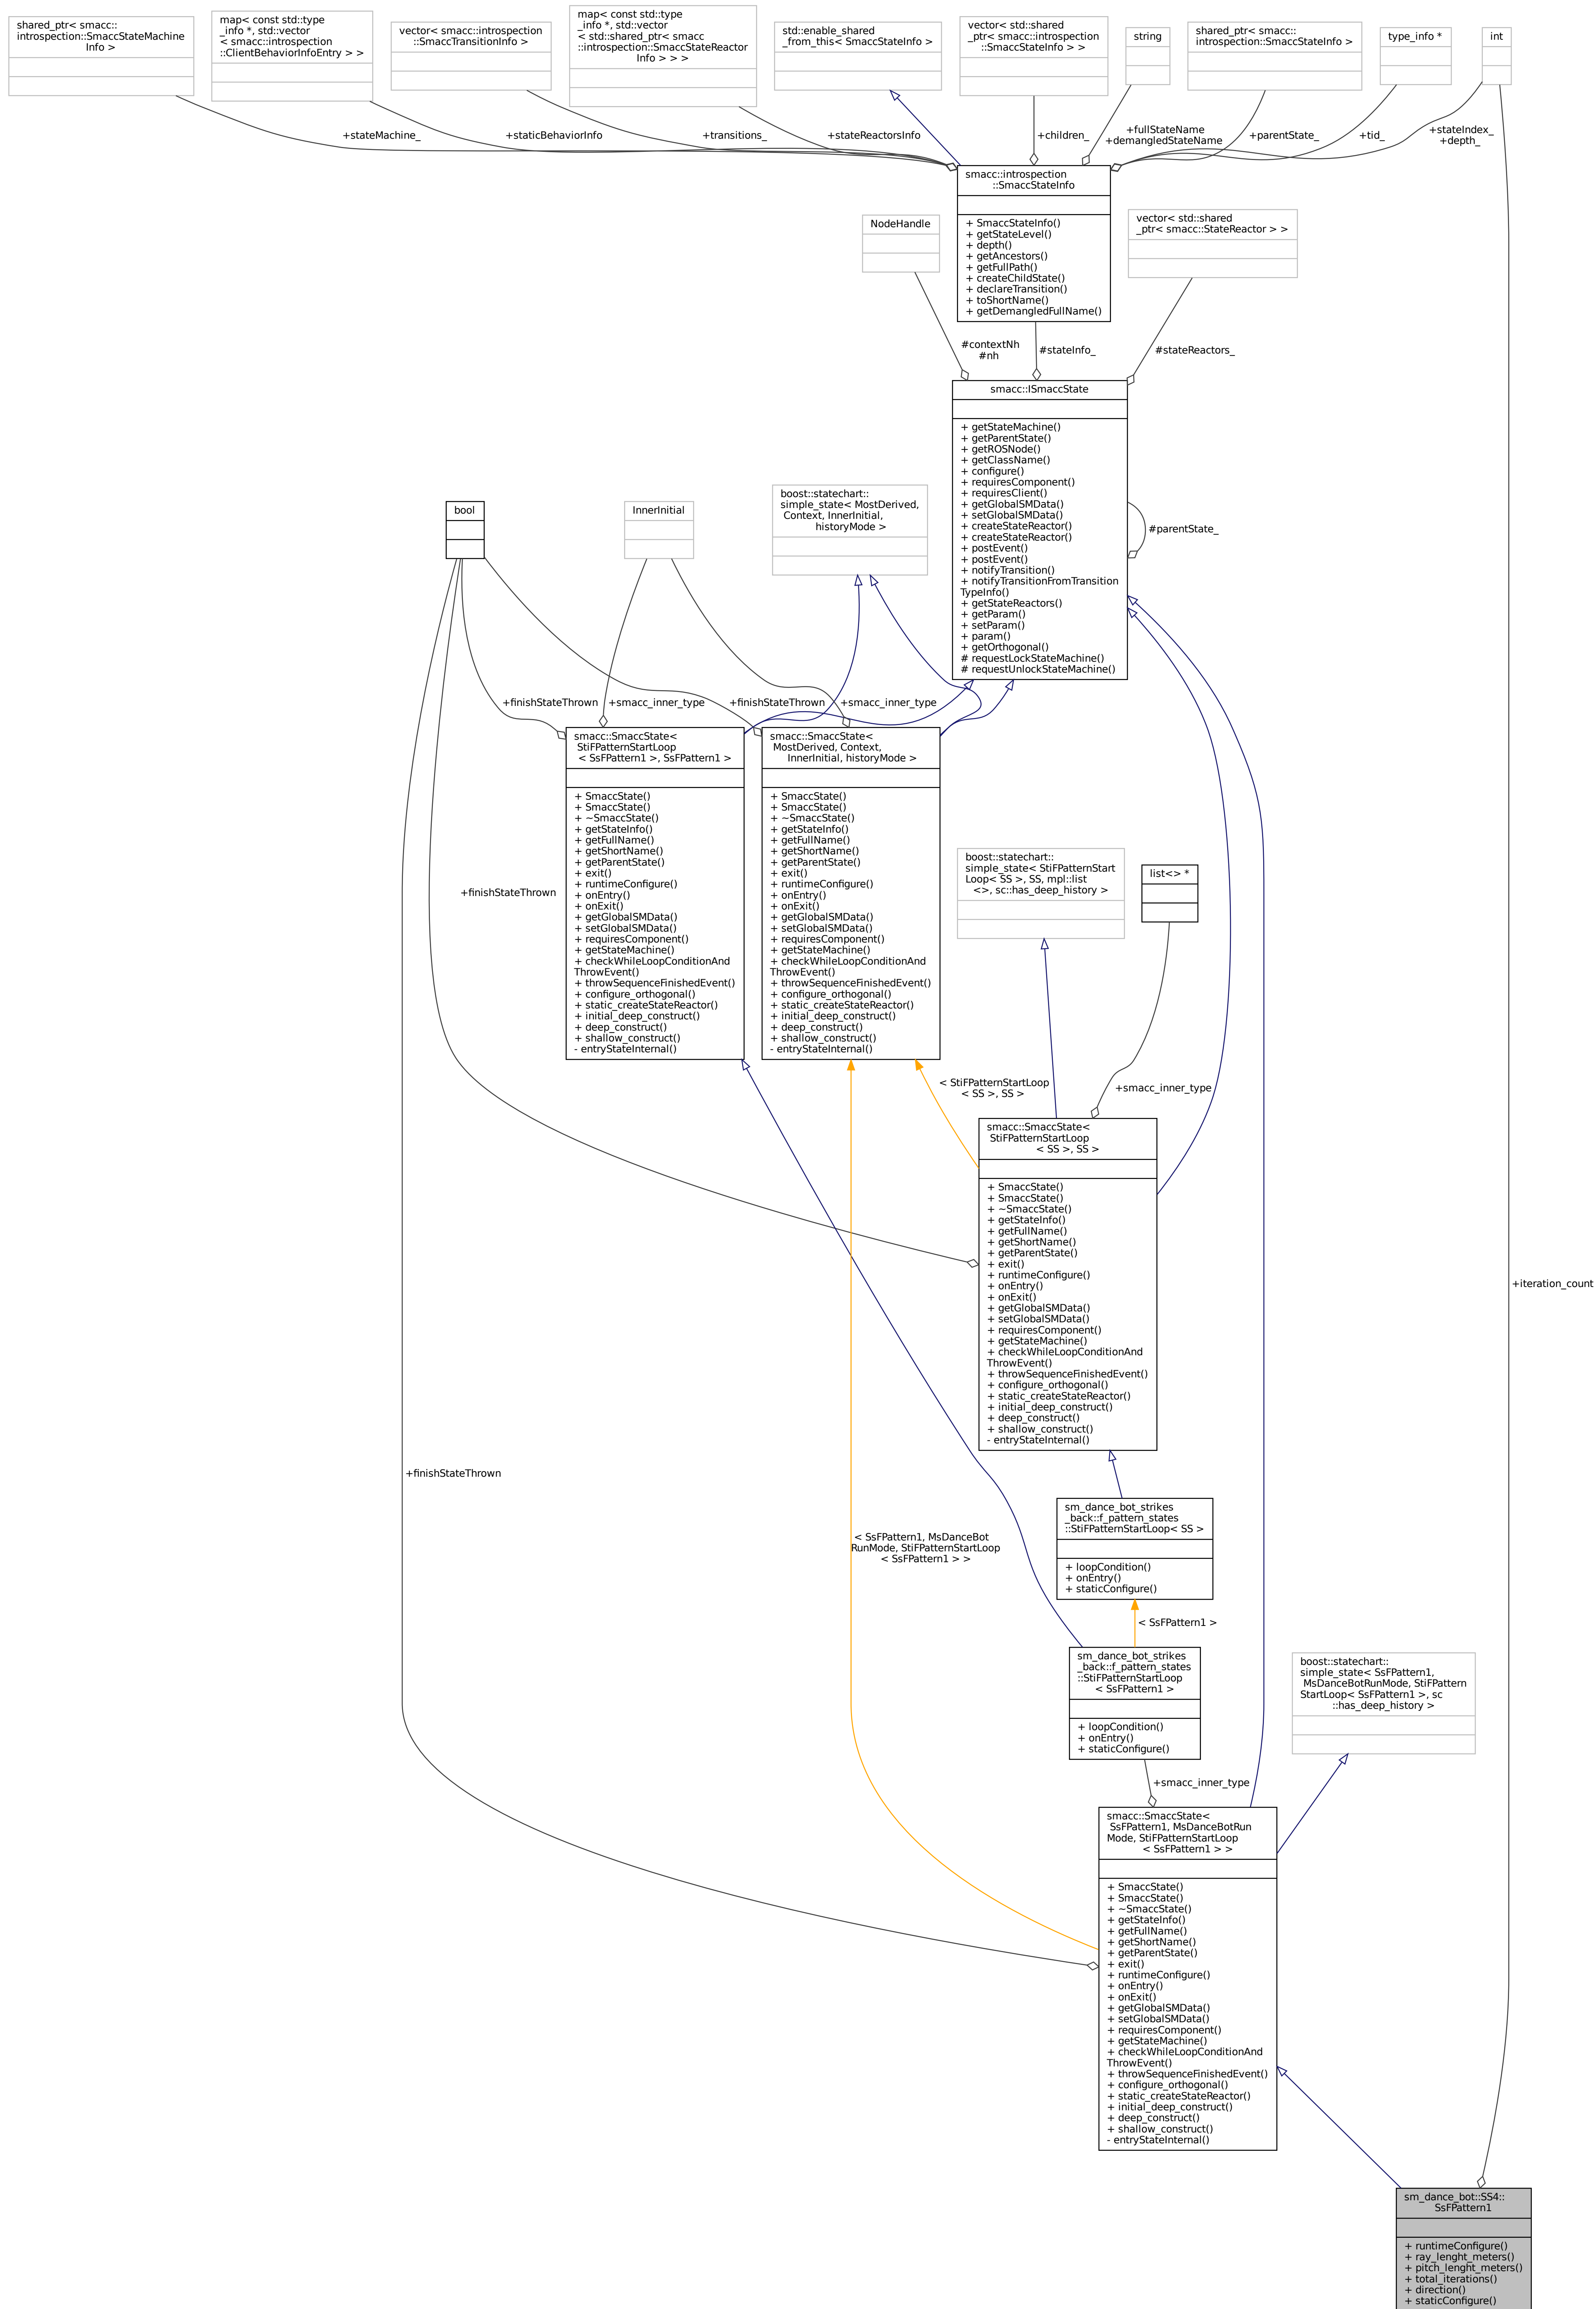 shared_ptr< smacc::
introspection::SmaccStateMachine
Info >
map< const std::type
_info *, std::vector
< smacc::introspection
::ClientBehaviorInfoEntry > >
vector< smacc::introspection
::SmaccTransitionInfo >
map< const std::type
_info *, std::vector
< std::shared_ptr< smacc
::introspection::SmaccStateReactor
Info > > >
std::enable_shared
_from_this< SmaccStateInfo >
vector< std::shared
_ptr< smacc::introspection
::SmaccStateInfo > >
string
shared_ptr< smacc::
introspection::SmaccStateInfo >
type_info *
int
+stateMachine_
+staticBehaviorInfo
+transitions_
+stateReactorsInfo
+children_
+fullStateName
+demangledStateName
+parentState_
+tid_
+stateIndex_
+depth_
smacc::introspection
::SmaccStateInfo
+ SmaccStateInfo()
+ getStateLevel()
+ depth()
+ getAncestors()
+ getFullPath()
+ createChildState()
+ declareTransition()
+ toShortName()
+ getDemangledFullName()
NodeHandle
vector< std::shared
_ptr< smacc::StateReactor > >
#contextNh
#nh
#stateInfo_
#stateReactors_
smacc::ISmaccState
+ getStateMachine()
+ getParentState()
+ getROSNode()
+ getClassName()
+ configure()
+ requiresComponent()
+ requiresClient()
+ getGlobalSMData()
+ setGlobalSMData()
+ createStateReactor()
+ createStateReactor()
+ postEvent()
+ postEvent()
+ notifyTransition()
+ notifyTransitionFromTransition
TypeInfo()
+ getStateReactors()
+ getParam()
+ setParam()
+ param()
+ getOrthogonal()
# requestLockStateMachine()
# requestUnlockStateMachine()
#parentState_
bool
InnerInitial
boost::statechart::
simple_state< MostDerived,
Context, InnerInitial,
historyMode >
+finishStateThrown
+smacc_inner_type
+finishStateThrown
+smacc_inner_type
smacc::SmaccState<
StiFPatternStartLoop
< SsFPattern1 >, SsFPattern1 >
+ SmaccState()
+ SmaccState()
+ ~SmaccState()
+ getStateInfo()
+ getFullName()
+ getShortName()
+ getParentState()
+ exit()
+ runtimeConfigure()
+ onEntry()
+ onExit()
+ getGlobalSMData()
+ setGlobalSMData()
+ requiresComponent()
+ getStateMachine()
+ checkWhileLoopConditionAnd
ThrowEvent()
+ throwSequenceFinishedEvent()
+ configure_orthogonal()
+ static_createStateReactor()
+ initial_deep_construct()
+ deep_construct()
+ shallow_construct()
- entryStateInternal()
smacc::SmaccState<
MostDerived, Context,
InnerInitial, historyMode >
+ SmaccState()
+ SmaccState()
+ ~SmaccState()
+ getStateInfo()
+ getFullName()
+ getShortName()
+ getParentState()
+ exit()
+ runtimeConfigure()
+ onEntry()
+ onExit()
+ getGlobalSMData()
+ setGlobalSMData()
+ requiresComponent()
+ getStateMachine()
+ checkWhileLoopConditionAnd
ThrowEvent()
+ throwSequenceFinishedEvent()
+ configure_orthogonal()
+ static_createStateReactor()
+ initial_deep_construct()
+ deep_construct()
+ shallow_construct()
- entryStateInternal()
+finishStateThrown
boost::statechart::
simple_state< StiFPatternStart
Loop< SS >, SS, mpl::list
<>, sc::has_deep_history >
list<> *
< StiFPatternStartLoop
< SS >, SS >
+smacc_inner_type
smacc::SmaccState<
StiFPatternStartLoop
< SS >, SS >
+ SmaccState()
+ SmaccState()
+ ~SmaccState()
+ getStateInfo()
+ getFullName()
+ getShortName()
+ getParentState()
+ exit()
+ runtimeConfigure()
+ onEntry()
+ onExit()
+ getGlobalSMData()
+ setGlobalSMData()
+ requiresComponent()
+ getStateMachine()
+ checkWhileLoopConditionAnd
ThrowEvent()
+ throwSequenceFinishedEvent()
+ configure_orthogonal()
+ static_createStateReactor()
+ initial_deep_construct()
+ deep_construct()
+ shallow_construct()
- entryStateInternal()
+iteration_count
+finishStateThrown
< SsFPattern1, MsDanceBot
RunMode, StiFPatternStartLoop
< SsFPattern1 > >
sm_dance_bot_strikes
_back::f_pattern_states
::StiFPatternStartLoop< SS >
+ loopCondition()
+ onEntry()
+ staticConfigure()
< SsFPattern1 >
sm_dance_bot_strikes
_back::f_pattern_states
::StiFPatternStartLoop
< SsFPattern1 >
+ loopCondition()
+ onEntry()
+ staticConfigure()
boost::statechart::
simple_state< SsFPattern1,
MsDanceBotRunMode, StiFPattern
StartLoop< SsFPattern1 >, sc
::has_deep_history >
+smacc_inner_type
smacc::SmaccState<
SsFPattern1, MsDanceBotRun
Mode, StiFPatternStartLoop
< SsFPattern1 > >
+ SmaccState()
+ SmaccState()
+ ~SmaccState()
+ getStateInfo()
+ getFullName()
+ getShortName()
+ getParentState()
+ exit()
+ runtimeConfigure()
+ onEntry()
+ onExit()
+ getGlobalSMData()
+ setGlobalSMData()
+ requiresComponent()
+ getStateMachine()
+ checkWhileLoopConditionAnd
ThrowEvent()
+ throwSequenceFinishedEvent()
+ configure_orthogonal()
+ static_createStateReactor()
+ initial_deep_construct()
+ deep_construct()
+ shallow_construct()
- entryStateInternal()
sm_dance_bot::SS4::
SsFPattern1
+ runtimeConfigure()
+ ray_lenght_meters()
+ pitch_lenght_meters()
+ total_iterations()
+ direction()
+ staticConfigure()